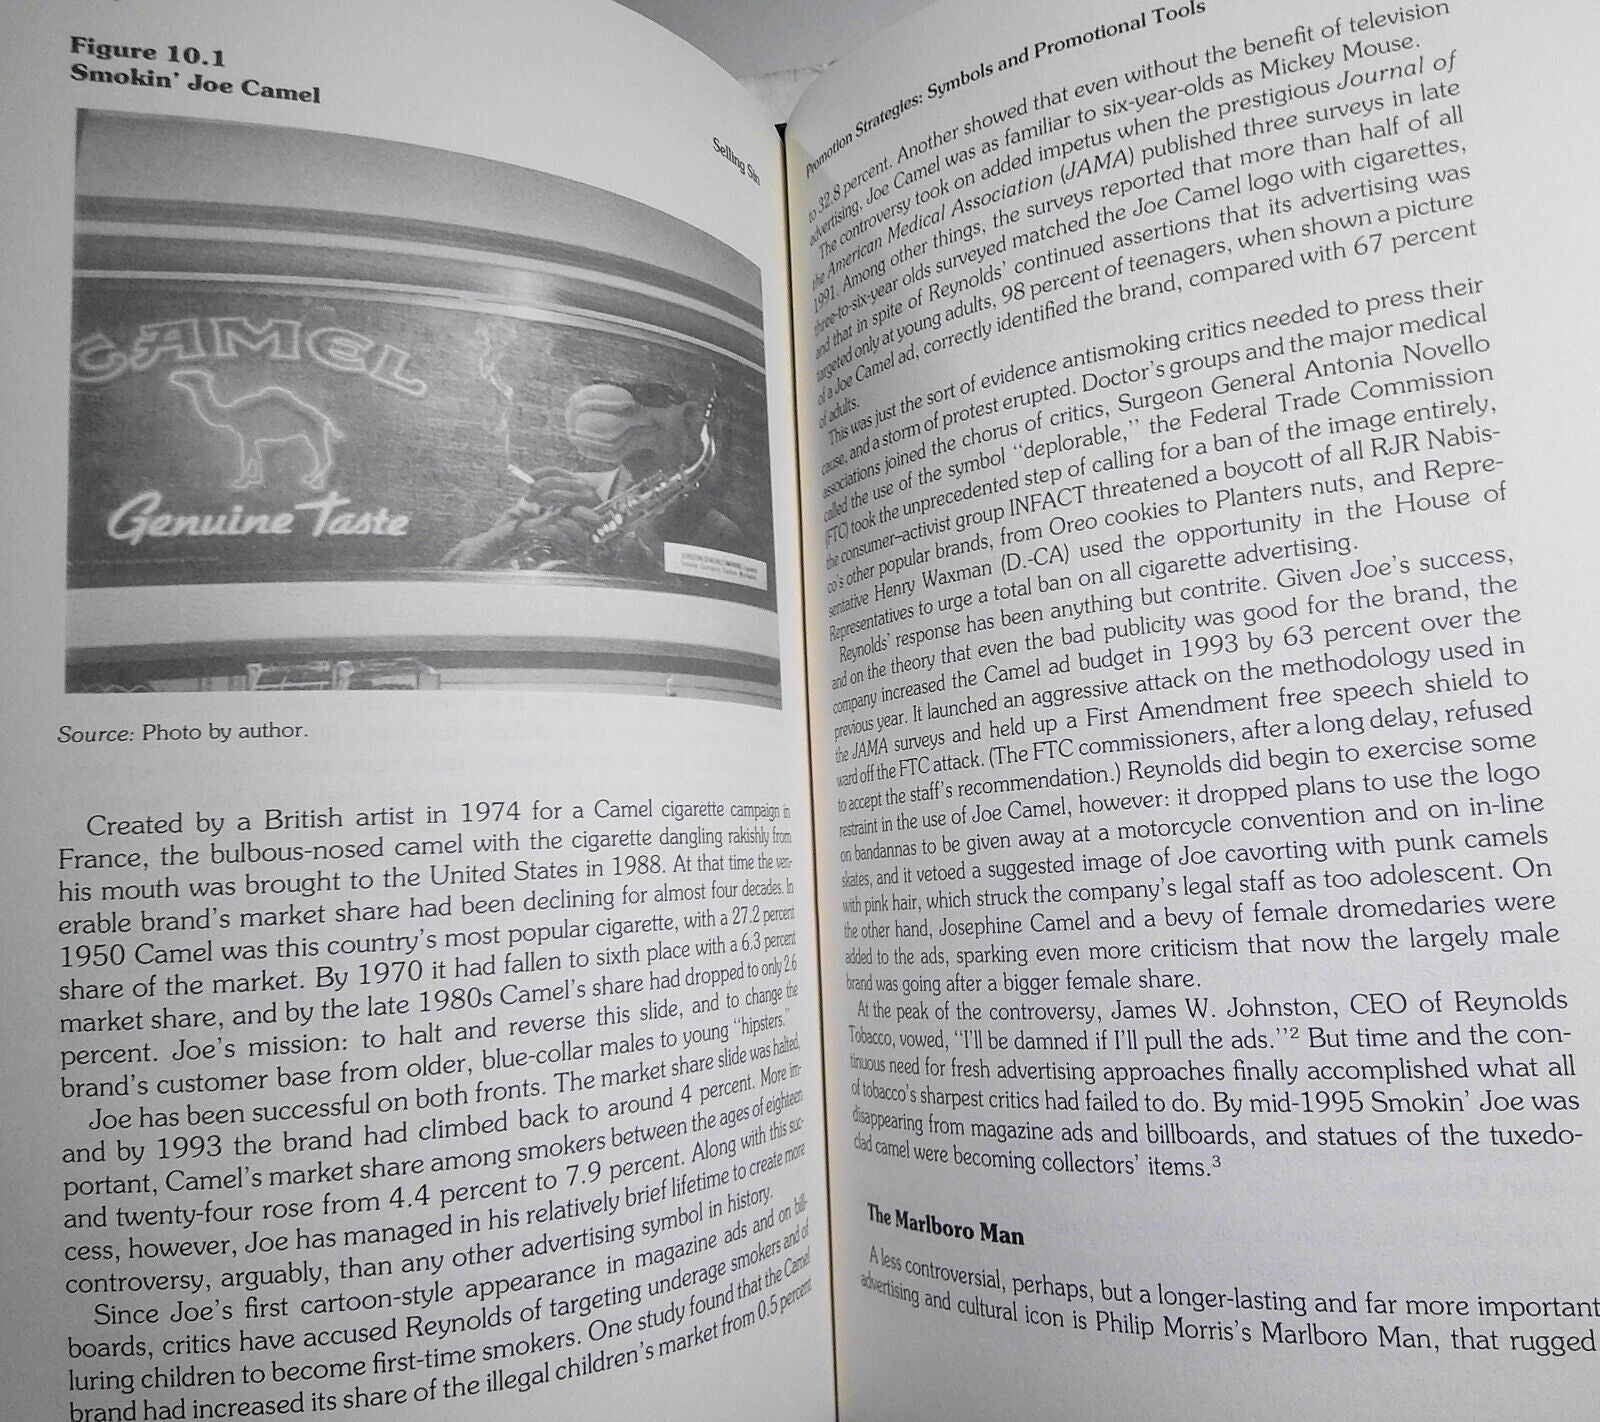 Figure 10.1
Smokin' Joe Camel
Selling Sin
CAMEL
Genuine Taste
Source: Photo by author.
Created by a British artist in 1974 for a Camel cigarette campaign in
France, the bulbous-nosed camel with the cigarette dangling rakishly from
his mouth was brought to the United States in 1988. At that time the ven-
erable brand's market share had been declining for almost four decades. In
1950 Camel was this country's most popular cigarette, with a 27.2 percent
share of the market. By 1970 it had fallen to sixth place with a 6.3 percent
market share, and by the late 1980s Camel's share had dropped to only 2.6
percent. Joe's mission: to halt and reverse this slide, and to change the
brand's customer base from older, blue-collar males to young "hipsters."
Joe has been successful on both fronts. The market share slide was halted,
and by 1993 the brand had climbed back to around 4 percent. More im-
portant, Camel's market share among smokers between the ages of eighteen
and twenty-four rose from 4.4 percent to 7.9 percent. Along with this suc-
cess, however, Joe has managed in his relatively brief lifetime to create more
controversy, arguably, than any other advertising symbol in history.
Since Joe's first cartoon-style appearance in magazine ads and on bill-
boards, critics have accused Reynolds of targeting underage smokers and of
luring children to become first-time smokers. One study found that the Camel
brand had increased its share of the illegal children's market from 0.5 percent
Promotion Strategies: Symbols and Promotional Tools
to 32.8 percent. Another showed that even without the benefit of television
advertising, Joe Camel was as familiar to six-year-olds as Mickey Mouse.
The controversy took on added impetus when the prestigious Journal of
the American Medical Association (JAMA) published three surveys in late
1991. Among other things, the surveys reported that more than half of all
three-to-six-year olds surveyed matched the Joe Camel logo with cigarettes,
and that in spite of Reynolds' continued assertions that its advertising was
targeted only at young adults, 98 percent of teenagers, when shown a picture
of a Joe Camel ad, correctly identified the brand, compared with 67 percent
of adults.
This was just the sort of evidence antismoking critics needed to press their
cause, and a storm of protest erupted. Doctor's groups and the major medical
associations joined the chorus of critics, Surgeon General Antonia Novello
called the use of the symbol "deplorable," the Federal Trade Commission
(FTC) took the unprecedented step of calling for a ban of the image entirely,
the consumer–activist group INFACT threatened a boycott of all RJR Nabis-
co's other popular brands, from Oreo cookies to Planters nuts, and Repre-
sentative Henry Waxman (D.-CA) used the opportunity in the House of
Representatives to urge a total ban on all cigarette advertising.
Reynolds' response has been anything but contrite. Given Joe's success,
and on the theory that even the bad publicity was good for the brand, the
company increased the Camel ad budget in 1993 by 63 percent over the
previous year. It launched an aggressive attack on the methodology used in
the JAMA surveys and held up a First Amendment free speech shield to
ward off the FTC attack. (The FTC commissioners, after a long delay, refused
to accept the staff's recommendation.) Reynolds did begin to exercise some
restraint in the use of Joe Camel, however: it dropped plans to use the logo
on bandannas to be given away at a motorcycle convention and on in-line
skates, and it vetoed a suggested image of Joe cavorting with punk camels
with pink hair, which struck the company's legal staff as too adolescent. On
the other hand, Josephine Camel and a bevy of female dromedaries were
added to the ads, sparking even more criticism that now the largely male
brand was going after a bigger female share.
At the peak of the controversy, James W. Johnston, CEO of Reynolds
Tobacco, vowed, "I'll be damned if I'll pull the ads."2 But time and the con-
tinuous need for fresh advertising approaches finally accomplished what all
of tobacco's sharpest critics had failed to do. By mid-1995 Smokin' Joe was
disappearing from magazine ads and billboards, and statues of the tuxedo-
clad camel were becoming collectors' items.3
The Marlboro Man
A less controversial, perhaps, but a longer-lasting and far more important
advertising and cultural icon is Philip Morris's Marlboro Man, that rugged